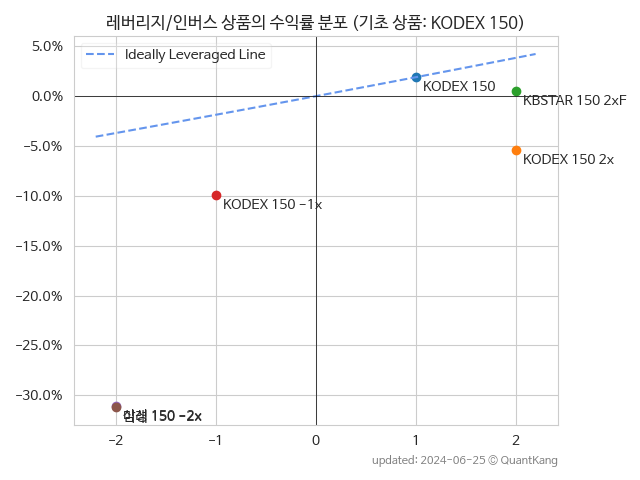 레버리지/인버스 상품의 수익률 분포 (기초 상품: KODEX 150)
5.0%
Ideally Leveraged Line
KODEX 150
0.0%
KBSTAR 150 2xF
−5.0%
KODEX 150 2x
−10.0%
KODEX 150 −1x
−15.0%
−20.0%
−25.0%
−30.0%
150 −2x
−2 −1 0 1 2
updated: 2024-06-25 © QuantKang